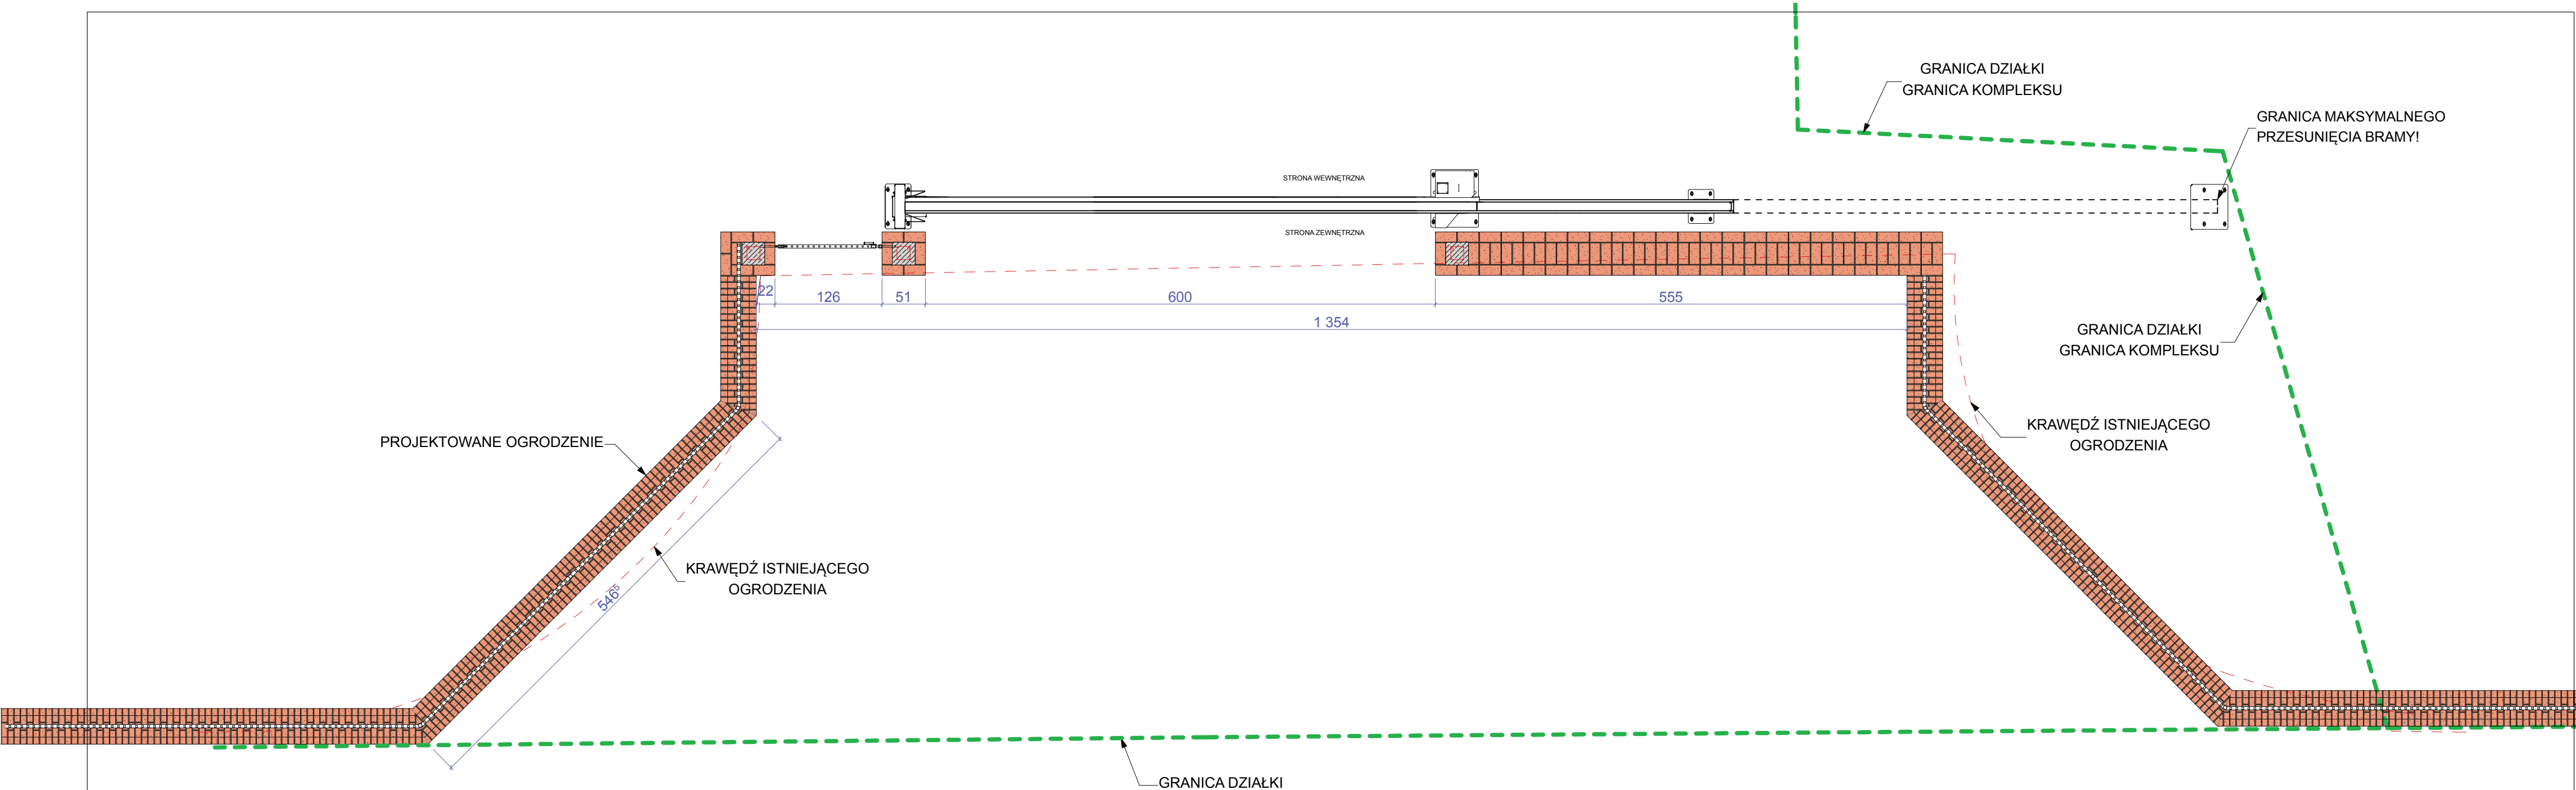 GRANICA DZIAŁKI
GRANICA KOMPLEKSU
GRANICA MAKSYMALNEGO
PRZESUNIĘCIA BRAMY!
STRONA WEWNĘTRZNA
STRONA ZEWNĘTRZNA
22
126
51
600
555
1 354
GRANICA DZIAŁKI
GRANICA KOMPLEKSU
PROJEKTOWANE OGRODZENIE
KRAWĘDŹ ISTNIEJĄCEGO
OGRODZENIA
KRAWĘDŹ ISTNIEJĄCEGO
OGRODZENIA
546⁵
GRANICA DZIAŁKI